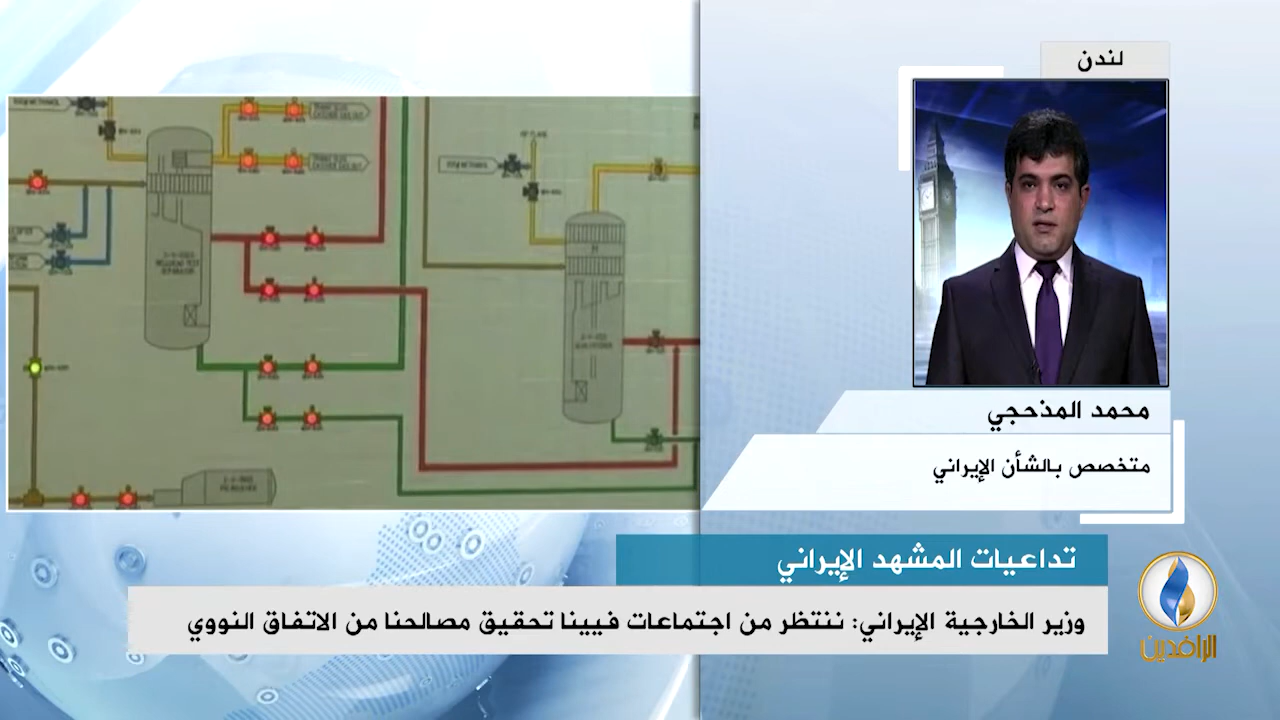 لندن
محمد المذحجي
متخصص بالشأن الإيراني
تداعيات المشهد الإيراني
وزير الخارجية الإيراني: ننتظر من اجتماعات فيينا تحقيق مصالحنا من الاتفاق النووي
الرافدين